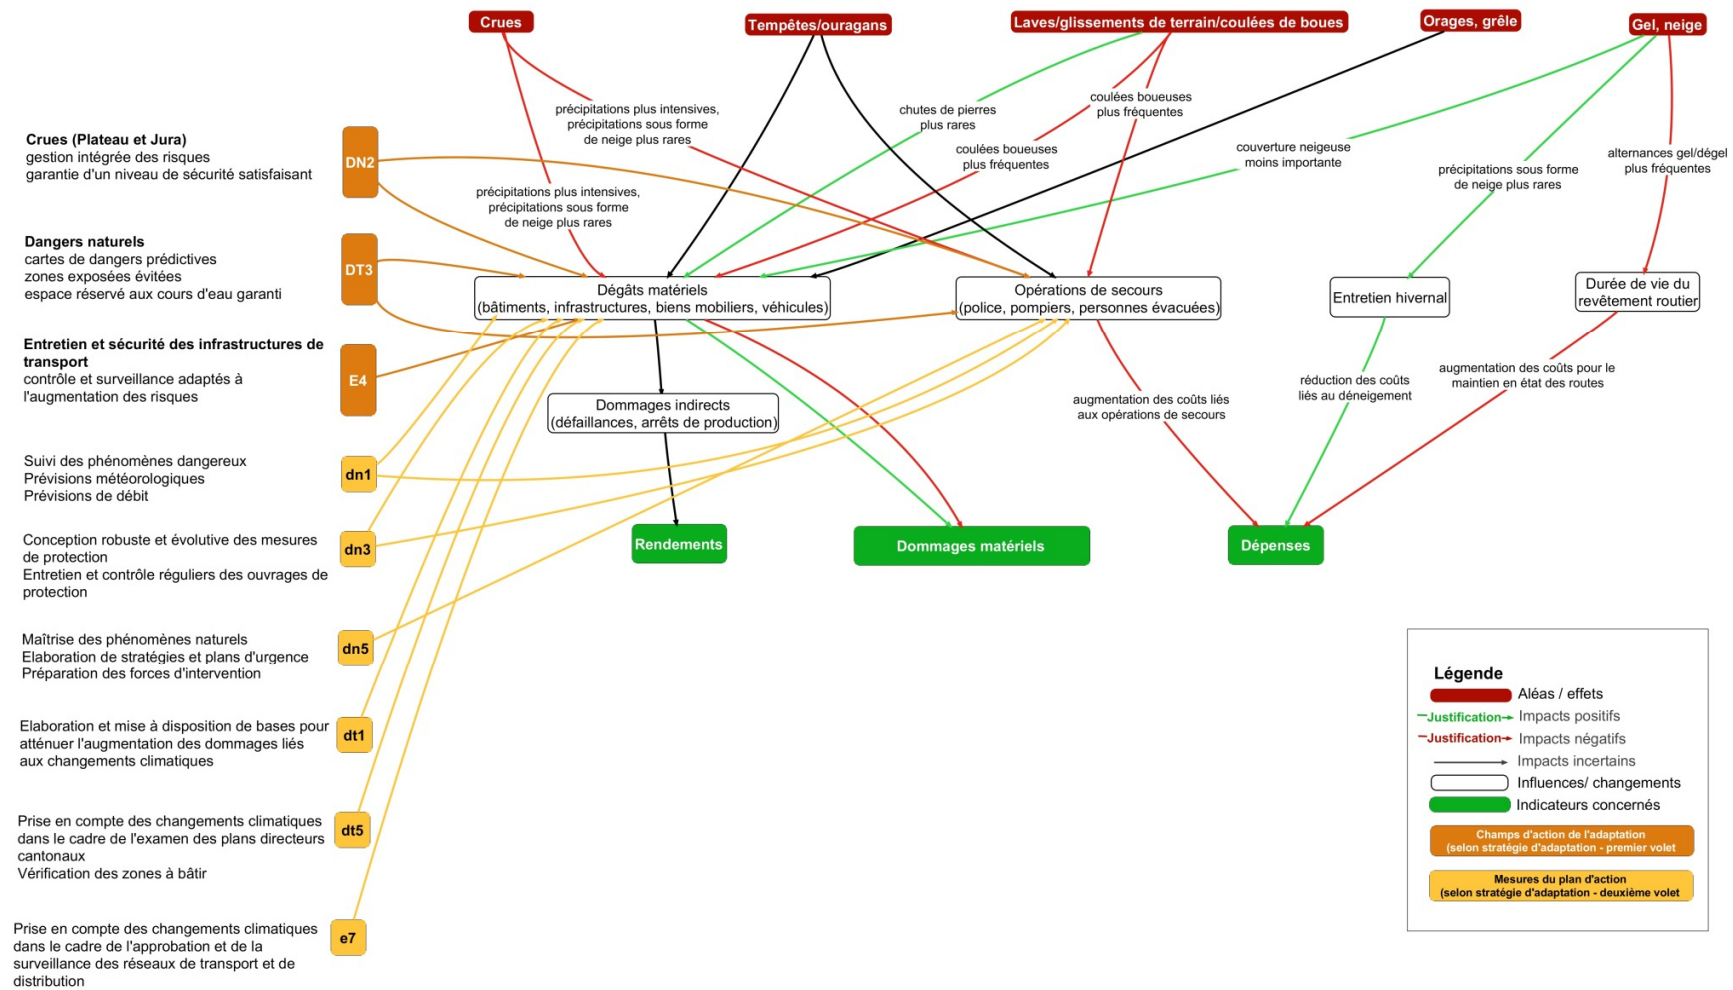 Crues
Tempêtes/ouragans
Laves/glissements de terrain/coulées de boues
Orages, grêle
Gel, neige
précipitations plus intensives,
précipitations sous forme
de neige plus rares
chutes de pierres
plus rares
coulées boueuses
plus fréquentes
coulées boueuses
plus fréquentes
couverture neigeuse
moins importante
précipitations sous forme
de neige plus rares
alternances gel/dégel
plus fréquentes
précipitations plus intensives,
précipitations sous forme
de neige plus rares
Crues (Plateau et Jura)
gestion intégrée des risques
garantie d'un niveau de sécurité satisfaisant
DN2
Dangers naturels
cartes de dangers prédictives
zones exposées évitées
espace réservé aux cours d'eau garanti
DT3
Dégâts matériels
(bâtiments, infrastructures, biens mobiliers, véhicules)
Opérations de secours
(police, pompiers, personnes évacuées)
Entretien hivernal
Durée de vie du
revêtement routier
Entretien et sécurité des infrastructures de
transport
contrôle et surveillance adaptés à
l'augmentation des risques
E4
Dommages indirects
(défaillances, arrêts de production)
augmentation des coûts liés
aux opérations de secours
réduction des coûts
liés au déneigement
augmentation des coûts pour le
maintien en état des routes
Suivi des phénomènes dangereux
Prévisions météorologiques
Prévisions de débit
dn1
Conception robuste et évolutive des mesures
de protection
Entretien et contrôle réguliers des ouvrages de
protection
dn3
Rendements
Dommages matériels
Dépenses
Maîtrise des phénomènes naturels
Elaboration de stratégies et plans d'urgence
Préparation des forces d'intervention
dn5
Elaboration et mise à disposition de bases pour
atténuer l'augmentation des dommages liés
aux changements climatiques
dt1
Prise en compte des changements climatiques
dans le cadre de l'examen des plans directeurs
cantonaux
Vérification des zones à bâtir
dt5
Prise en compte des changements climatiques
dans le cadre de l'approbation et de la
surveillance des réseaux de transport et de
distribution
e7
Légende
Aléas / effets
Justification
Impacts positifs
Justification
Impacts négatifs
Impacts incertains
Influences/ changements
Indicateurs concernés
Champs d'action de l'adaptation
(selon stratégie d'adaptation - premier volet
Mesures du plan d'action
(selon stratégie d'adaptation - deuxième volet